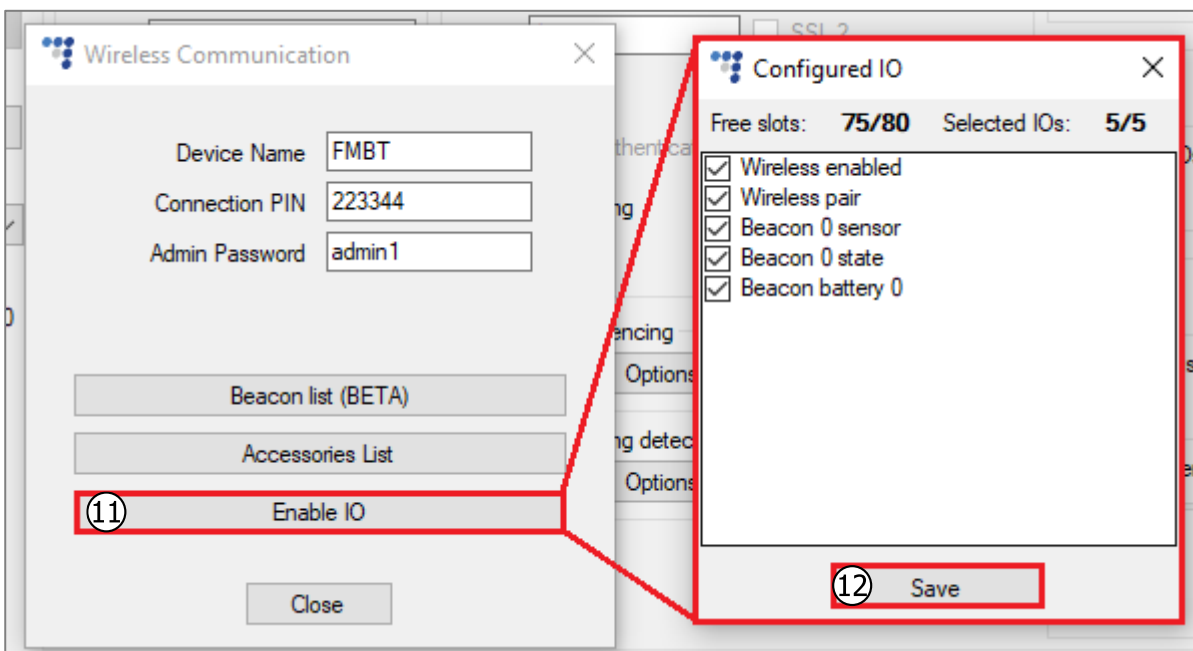 SSL 2
Wireless Communication
Device Name FMBT
Connection PIN 223344
Admin Password admin1
Beacon list (BETA)
Accessories List
11 Enable IO
Close
Options
Options
Configured IO
Free slots: 75/80 Selected IOs: 5/5
Wireless enabled
Wireless pair
Beacon 0 sensor
Beacon 0 state
Beacon battery 0
12 Save